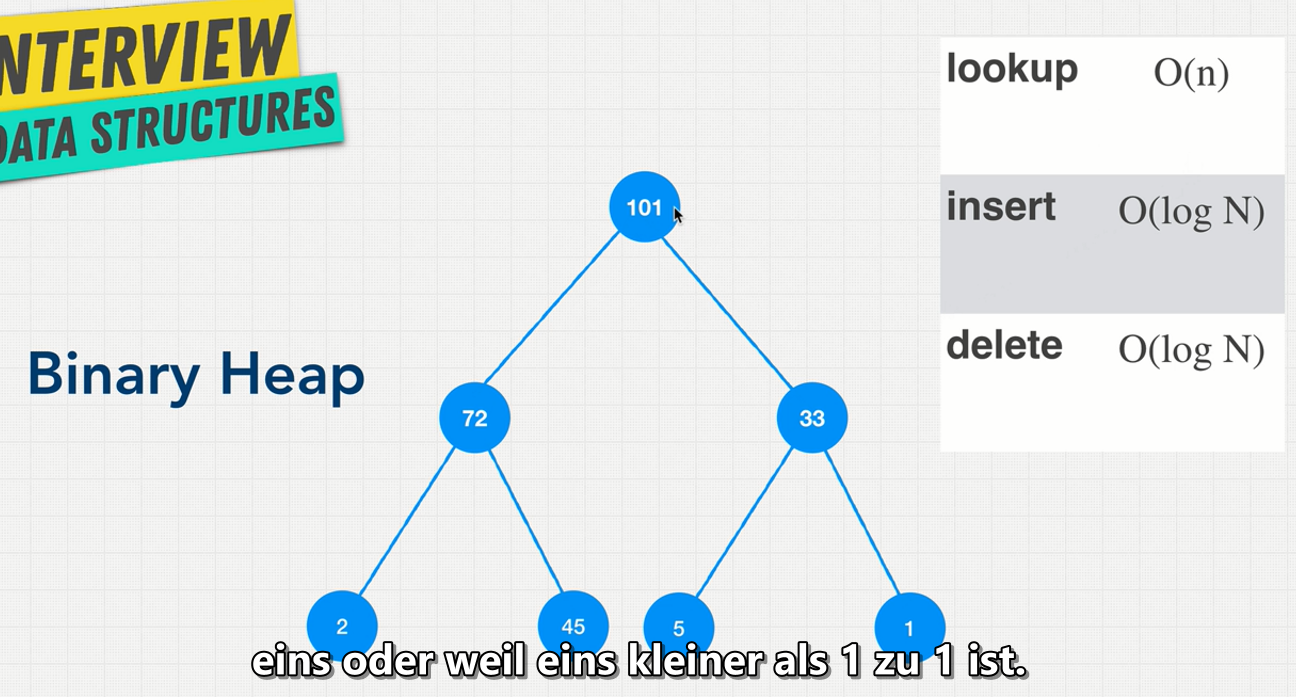 NTERVIEW
DATA STRUCTURES
lookup O(n)
insert O(log N)
delete O(log N)
Binary Heap
101
72 33
2 45 5 1
eins oder weil eins kleiner als 1 zu 1 ist.